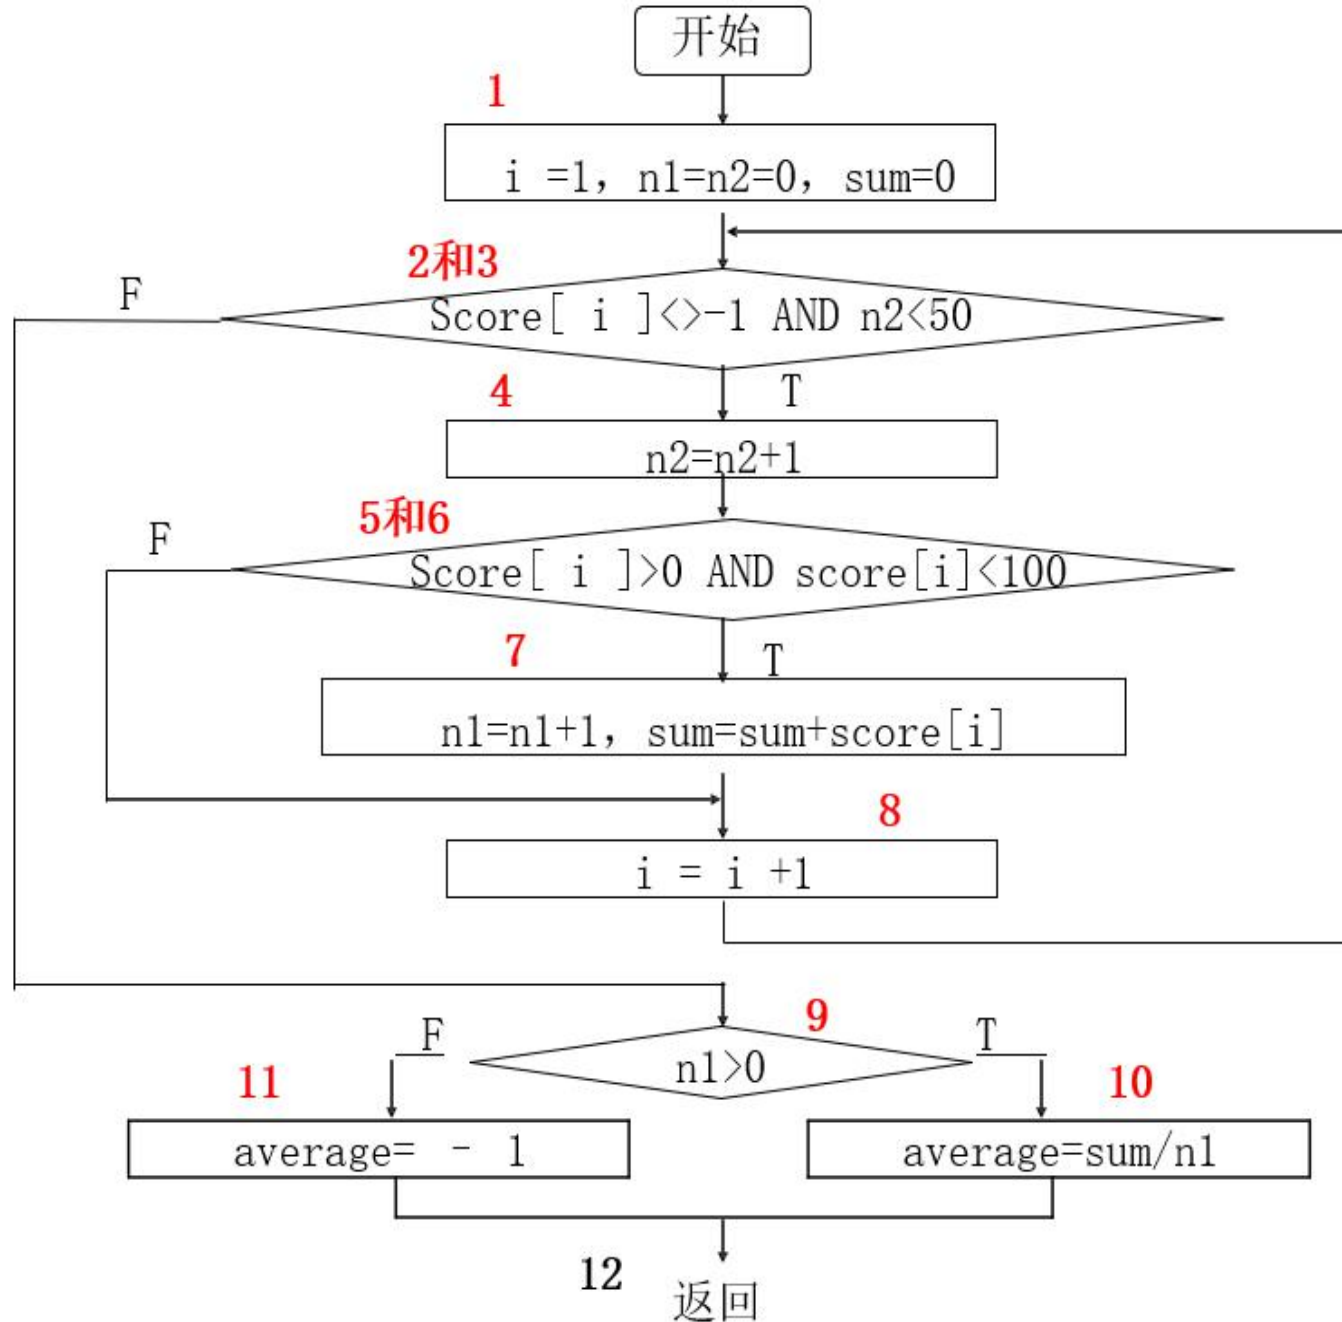 开始
1
i =1, n1=n2=0, sum=0
2和3
F
Score[ i ]<>-1 AND n2<50
4
T
n2=n2+1
5和6
F
Score[ i ]>0 AND score[i]<100
7
T
n1=n1+1, sum=sum+score[i]
8
i = i +1
9
F
T
n1>0
11
10
average= - 1
average=sum/n1
12
返回